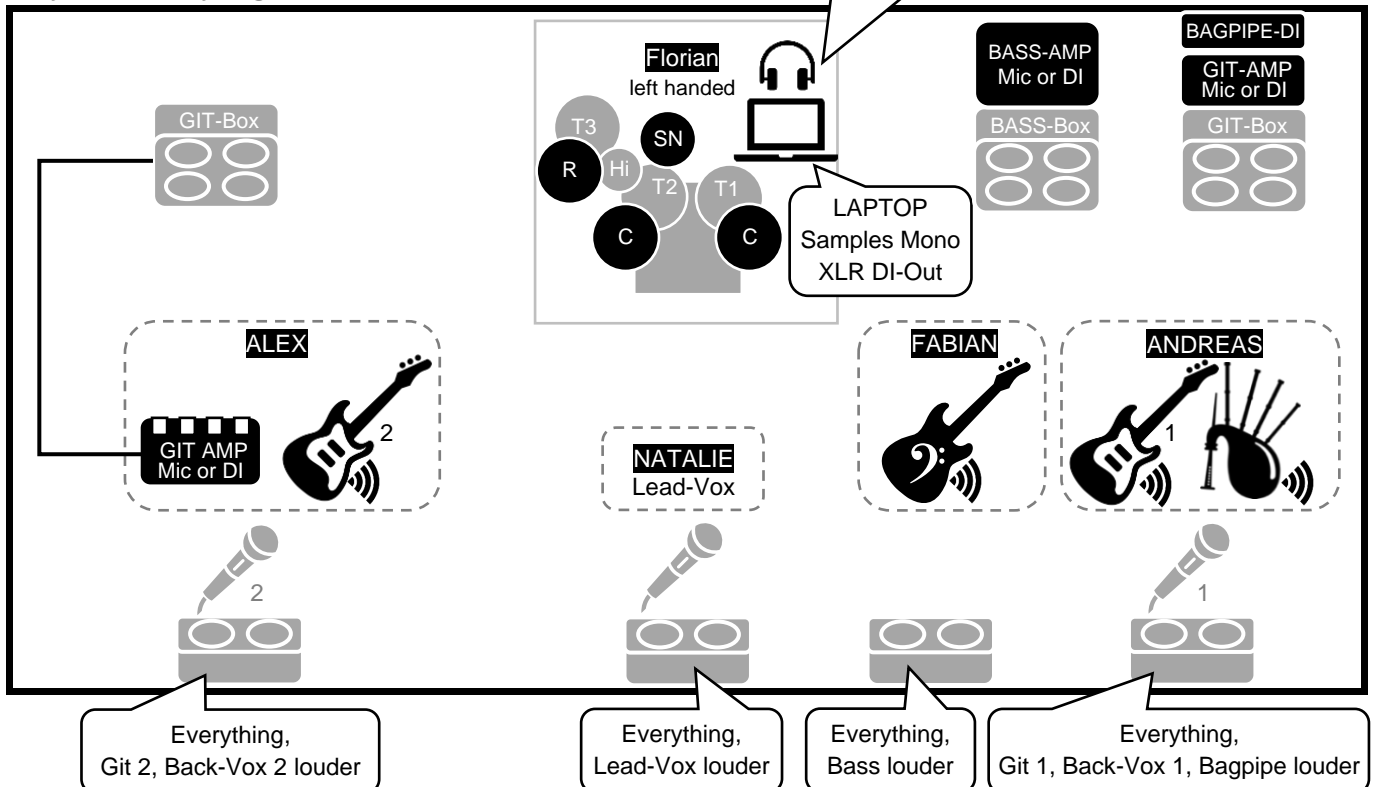 BAGPIPE-DI
BASS-AMP
Mic or DI
GIT-AMP
Mic or DI
Florian
left handed
GIT-Box
BASS-Box
GIT-Box
T3
SN
R
Hi
T2
T1
C
C
LAPTOP
Samples Mono
XLR DI-Out
ALEX
FABIAN
ANDREAS
2
1
GIT AMP
Mic or DI
NATALIE
Lead-Vox
2
1
Everything,
Git 2, Back-Vox 2 louder
Everything,
Lead-Vox louder
Everything,
Bass louder
Everything,
Git 1, Back-Vox 1, Bagpipe louder